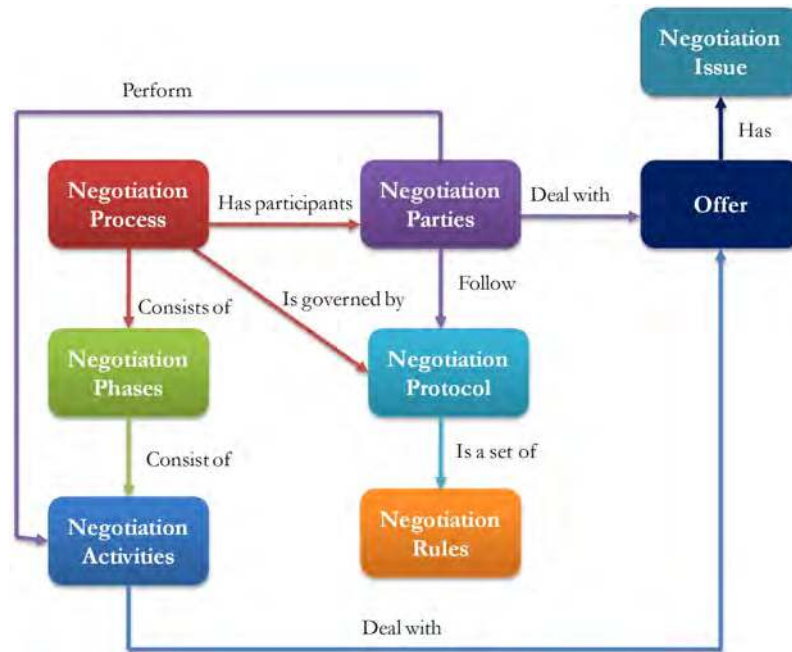 Negotiation
Issue
Perform
Has
Negotiation
Process
Has participants
Negotiation
Parties
Deal with
Offer
Consists of
Is governed by
Follow
Negotiation
Phases
Negotiation
Protocol
Consist of
Is a set of
Negotiation
Activities
Negotiation
Rules
Deal with